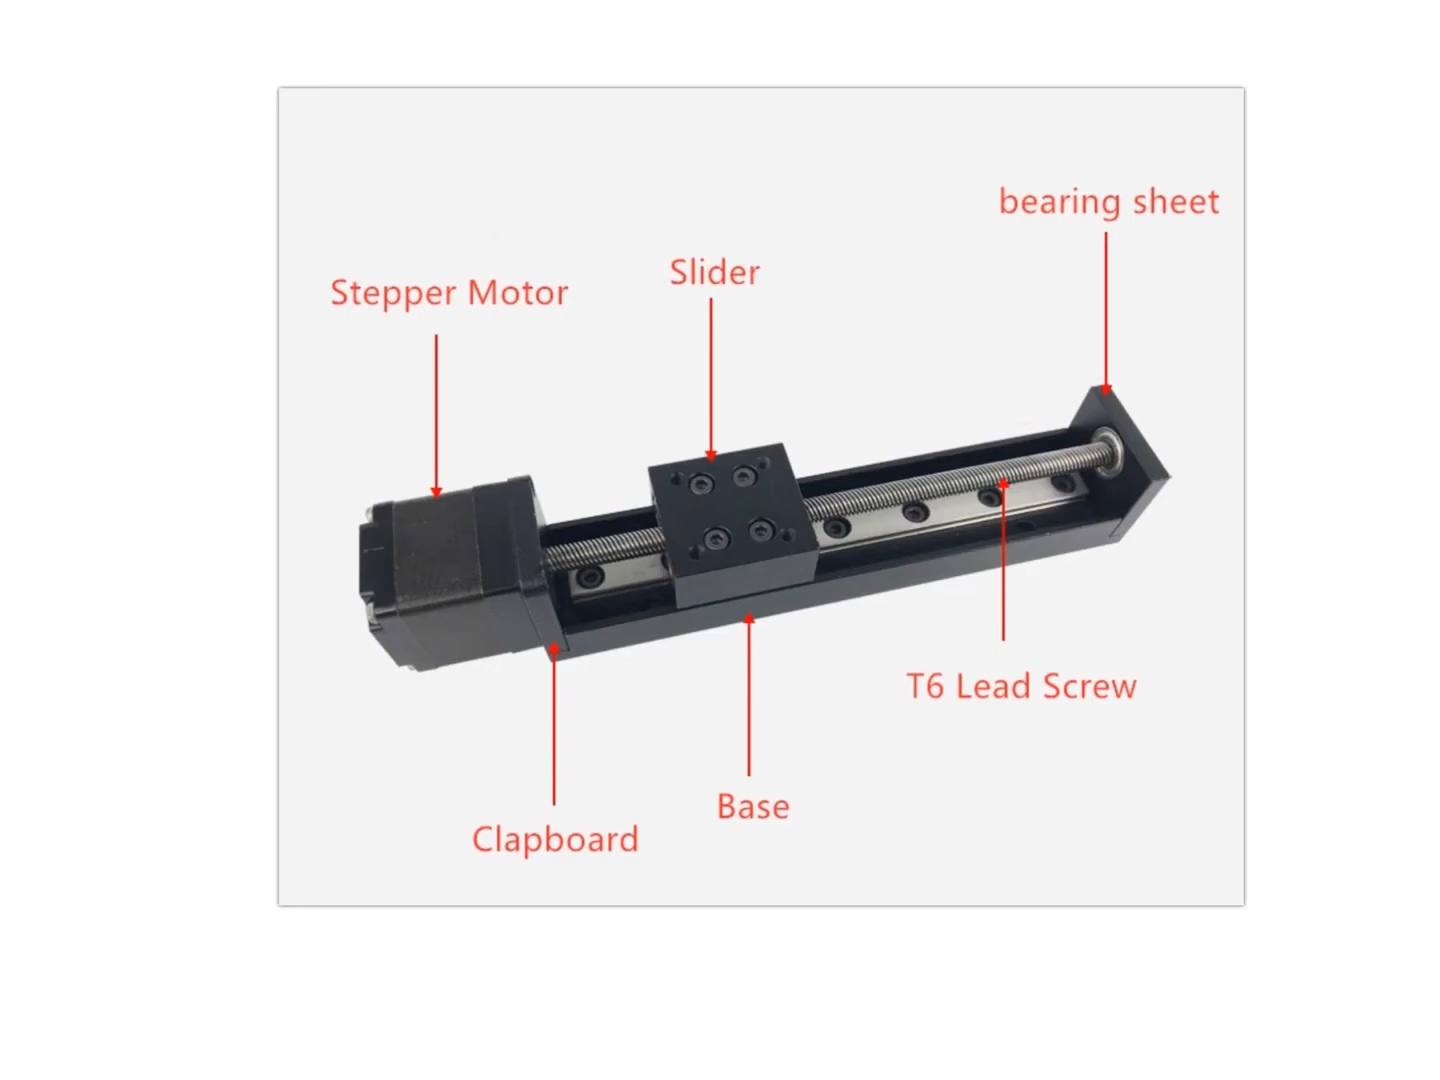 bearing sheet
Slider
Stepper Motor
T6 Lead Screw
Base
Clapboard